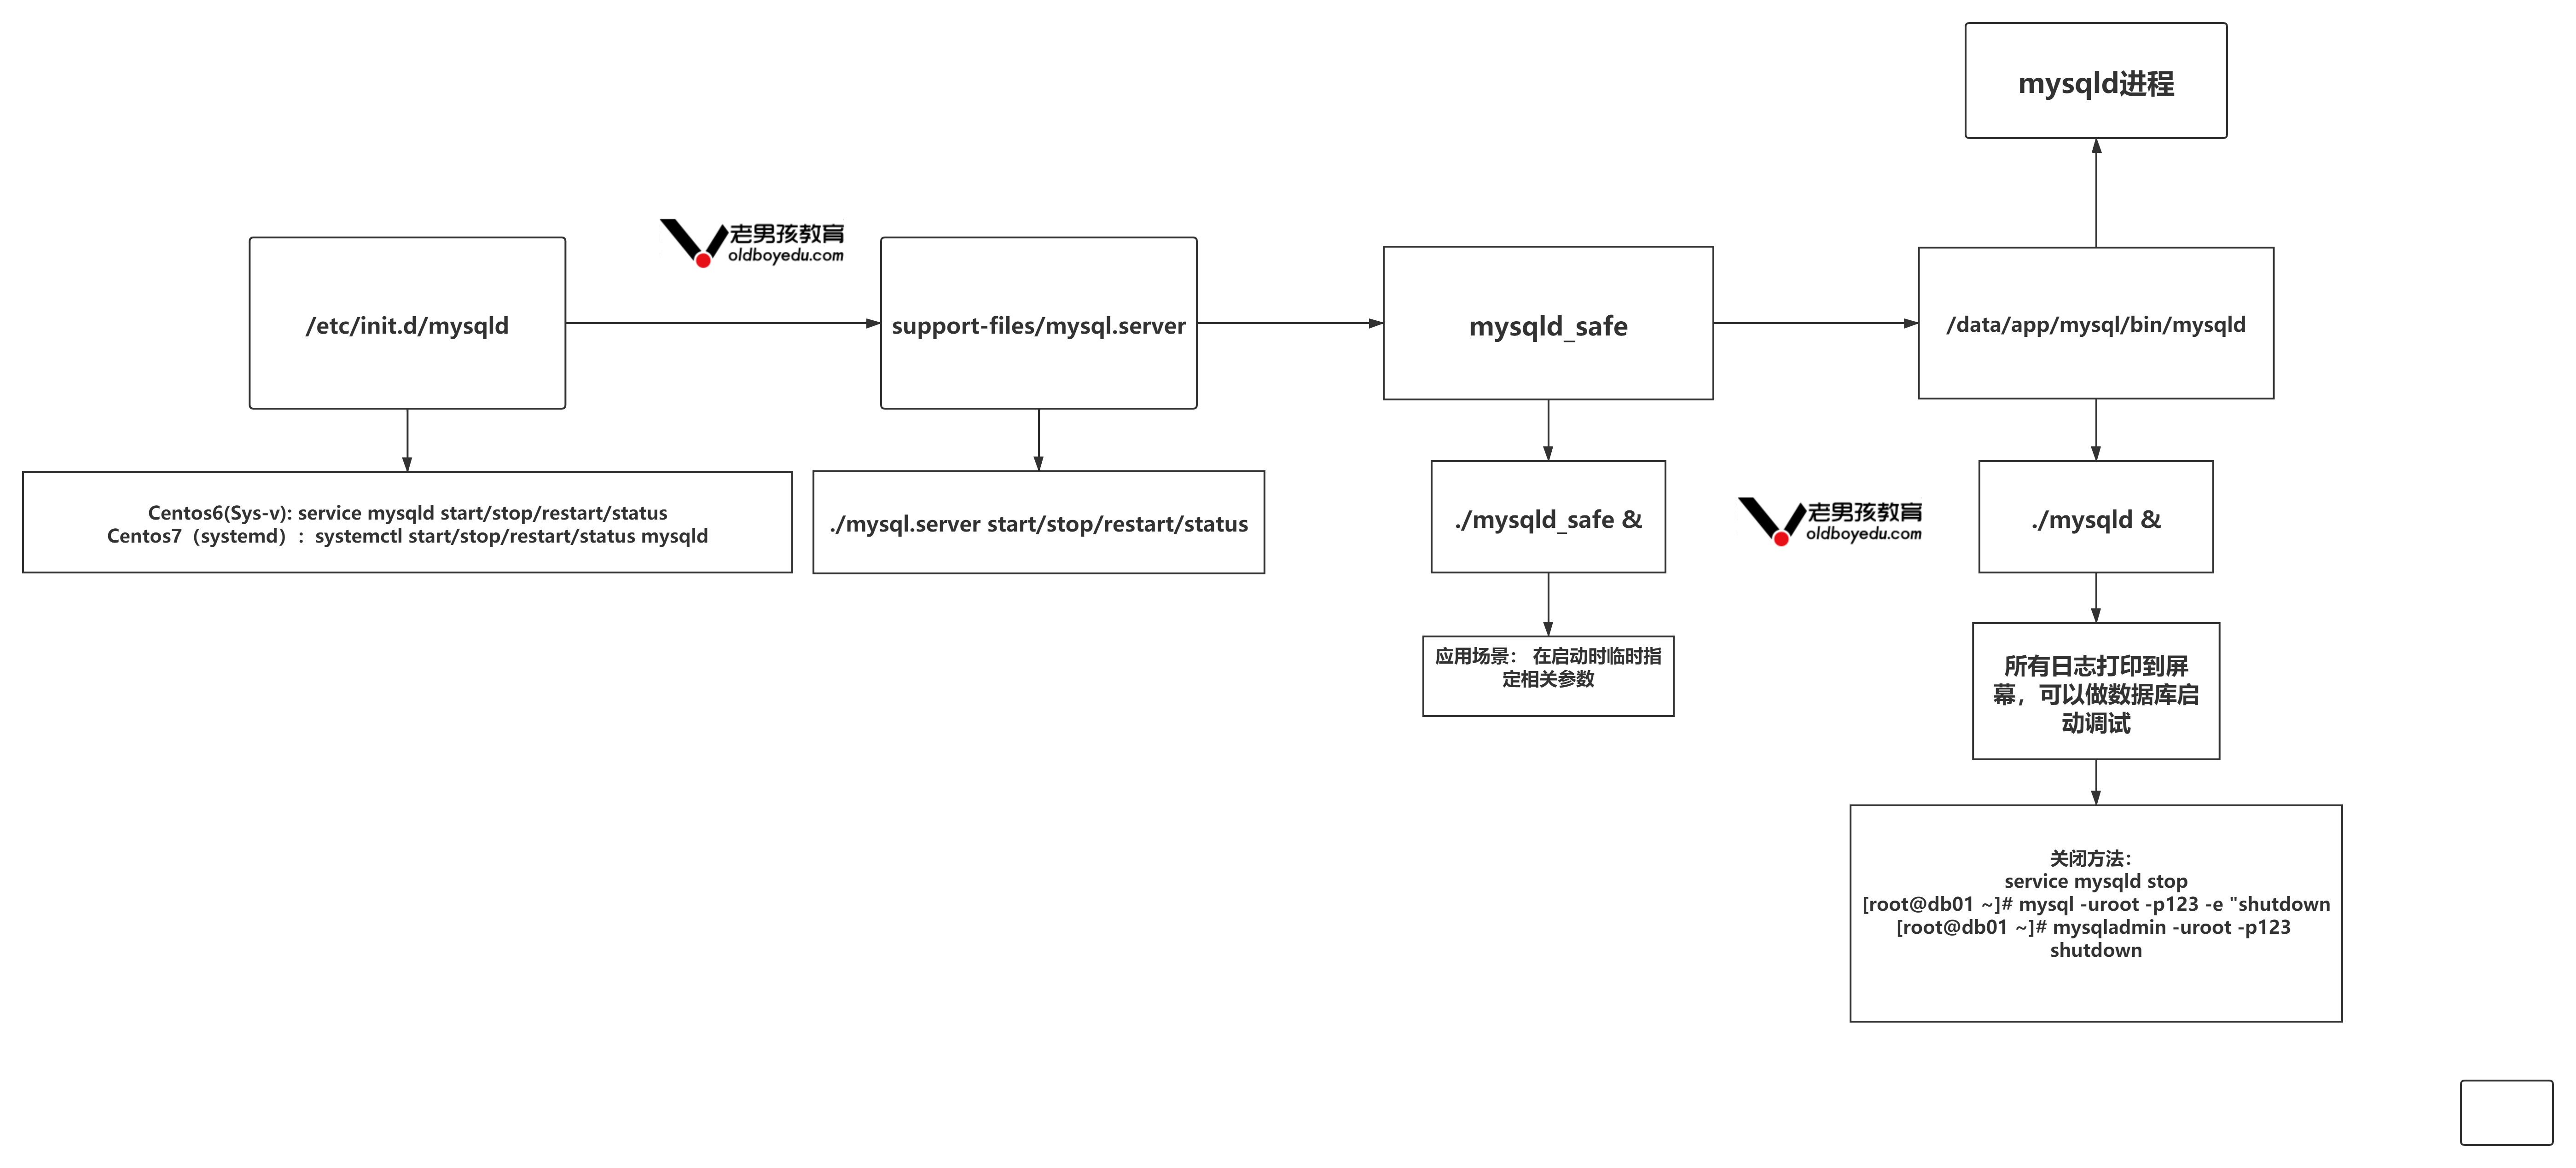 mysqld进程
老男孩教育
oldboyedu.com
/etc/init.d/mysqld
support-files/mysql.server
mysqld_safe
/data/app/mysql/bin/mysqld
Centos6(Sys-v): service mysqld start/stop/restart/status
Centos7（systemd）：systemctl start/stop/restart/status mysqld
./mysql.server start/stop/restart/status
./mysqld_safe &
老男孩教育
oldboyedu.com
./mysqld &
应用场景： 在启动时临时指
定相关参数
所有日志打印到屏
幕，可以做数据库启
动调试
关闭方法：
service mysqld stop
[root@db01 ~]# mysql -uroot -p123 -e "shutdown
[root@db01 ~]# mysqladmin -uroot -p123
shutdown